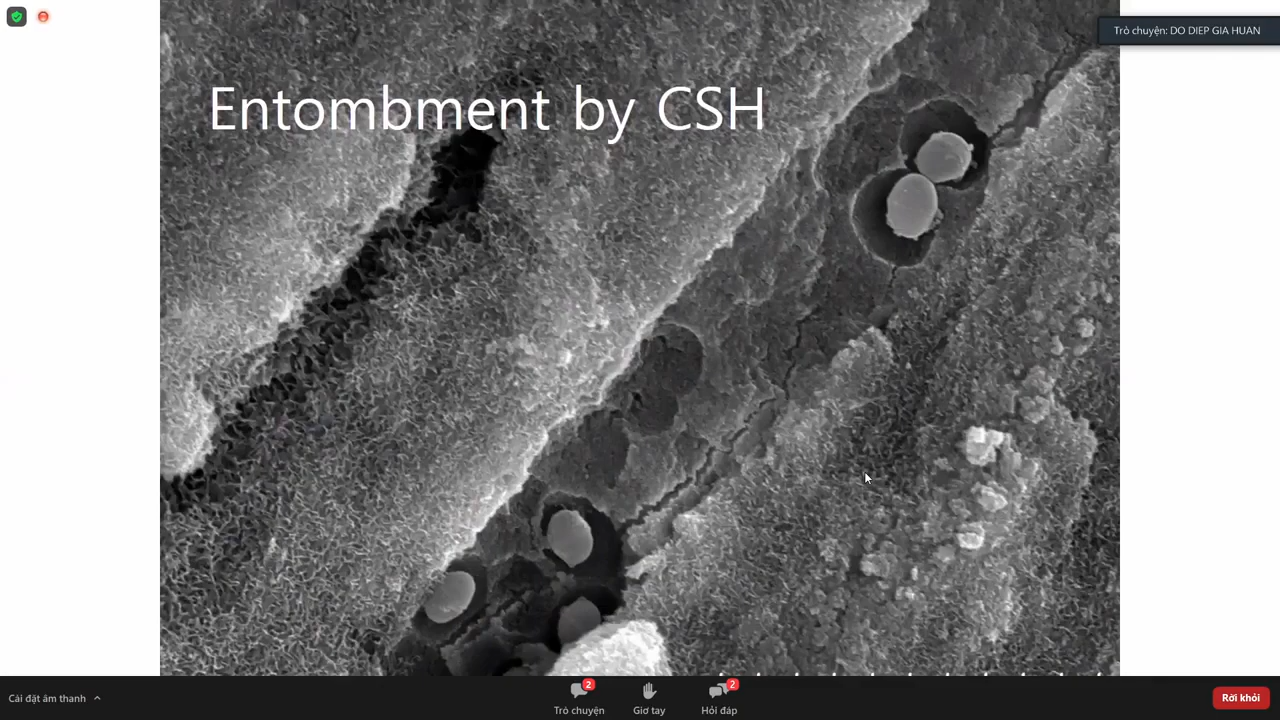 Trò chuyện: DO DIEP GIA HUAN
Entombment by CSH
Cài đặt âm thanh
2
Trò chuyện
Giơ tay
2
Hỏi đáp
Rời khỏi